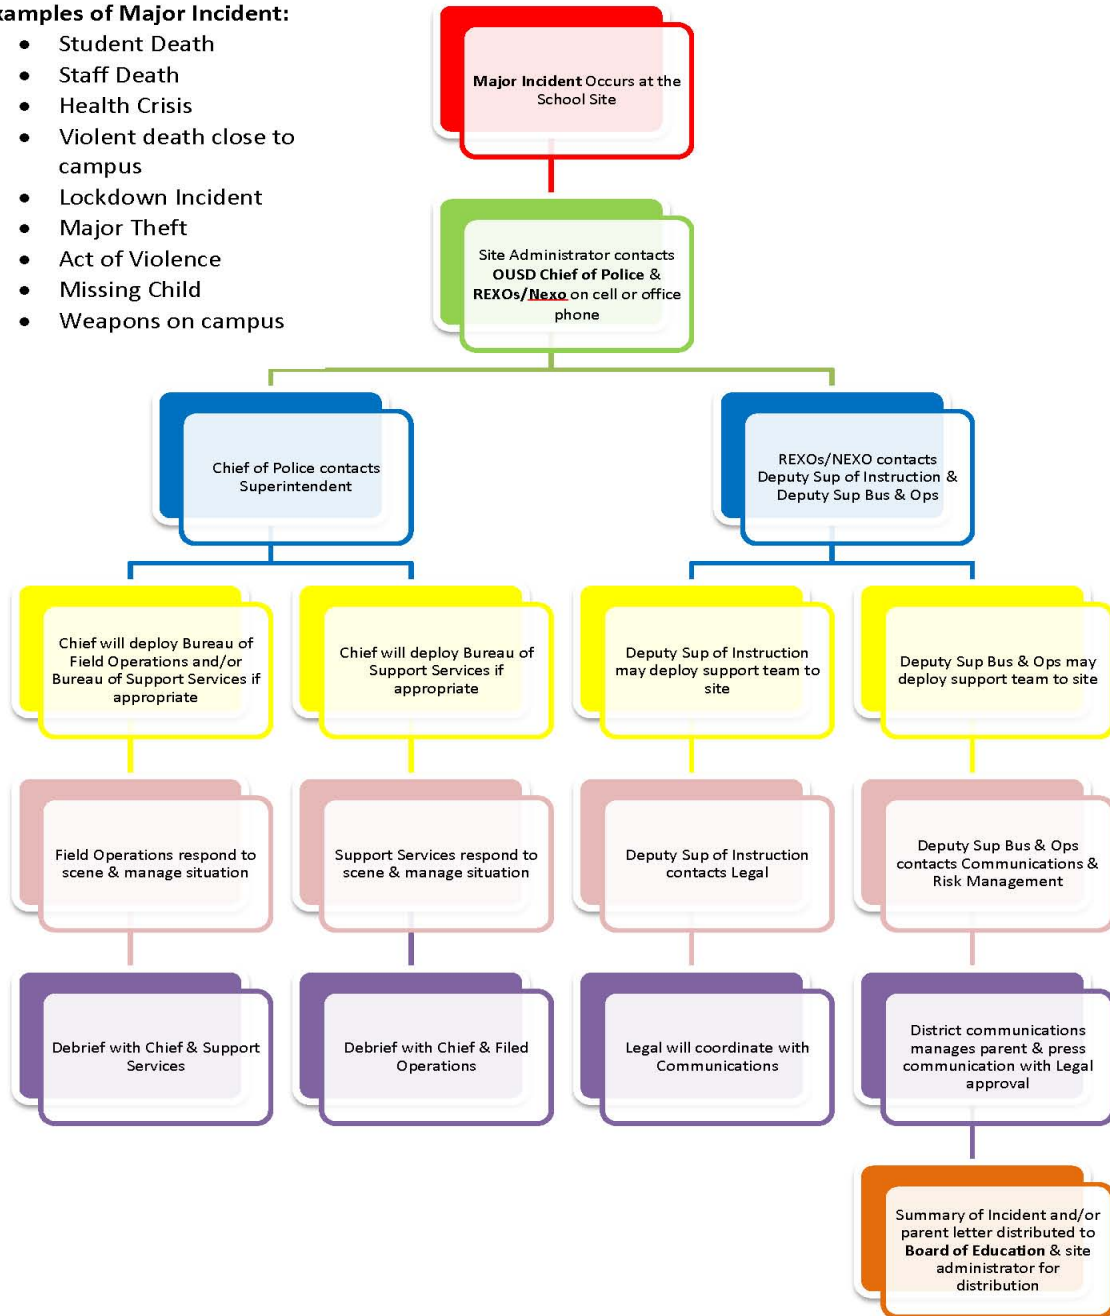 xamples of Major Incident:
• Student Death
• Staff Death
• Health Crisis
• Violent death close to
campus
• Lockdown Incident
• Major Theft
• Act of Violence
• Missing Child
• Weapons on campus
Major Incident Occurs at the
School Site
Site Administrator contacts
OUSD Chief of Police &
REXOs/Nexo on cell or office
phone
Chief of Police contacts
Superintendent
REXOs/NEXO contacts
Deputy Sup of Instruction &
Deputy Sup Bus & Ops
Chief will deploy Bureau of
Field Operations and/or
Bureau of Support Services if
appropriate
Chief will deploy Bureau of
Support Services if
appropriate
Deputy Sup of Instruction
may deploy support team to
site
Deputy Sup Bus & Ops may
deploy support team to site
Field Operations respond to
scene & manage situation
Support Services respond to
scene & manage situation
Deputy Sup of Instruction
contacts Legal
Deputy Sup Bus & Ops
contacts Communications &
Risk Management
Debrief with Chief & Support
Services
Debrief with Chief & Filed
Operations
Legal will coordinate with
Communications
District communications
manages parent & press
communication with Legal
approval
Summary of Incident and/or
parent letter distributed to
Board of Education & site
administrator for
distribution